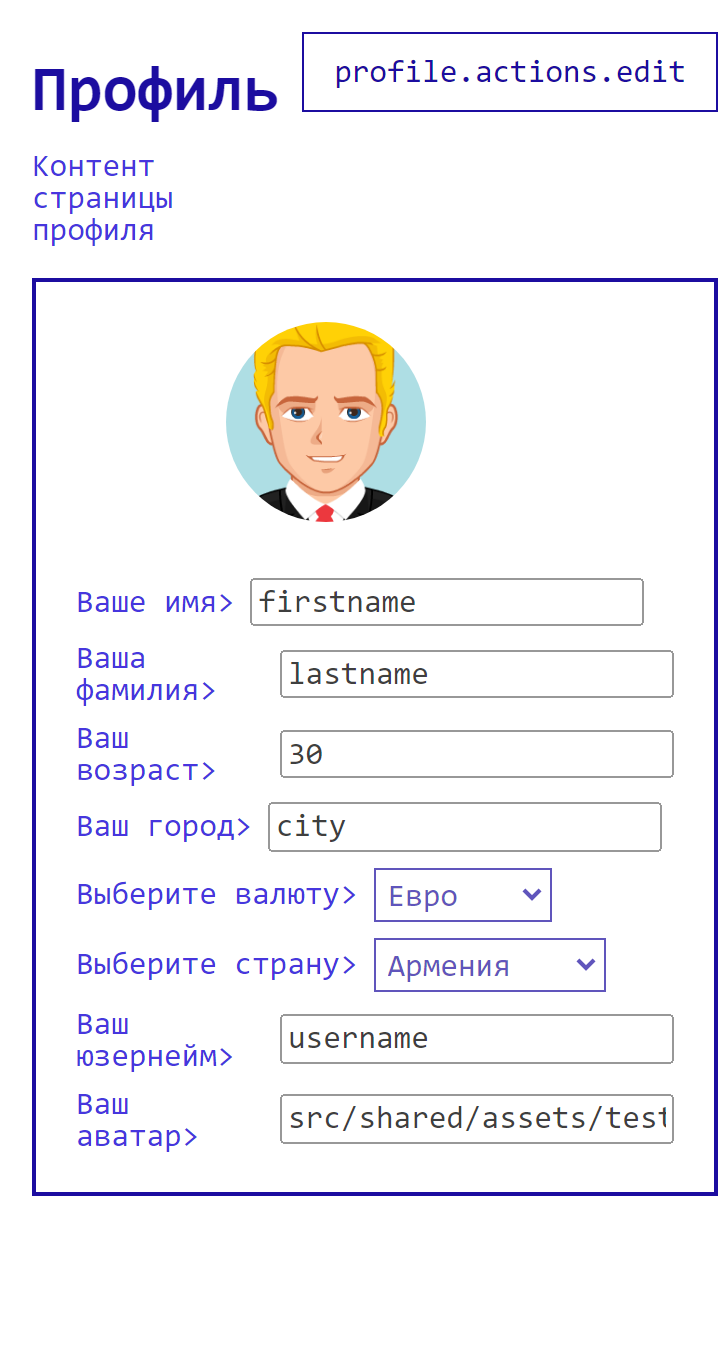 Профиль
profile.actions.edit
Контент
страницы
профиля
Ваше имя> firstname
Ваша
фамилия> lastname
Ваш
возраст> 30
Ваш город> city
Выберите валюту> Евро
Выберите страну> Армения
Ваш
юзернейм> username
Ваш
аватар> src/shared/assets/test